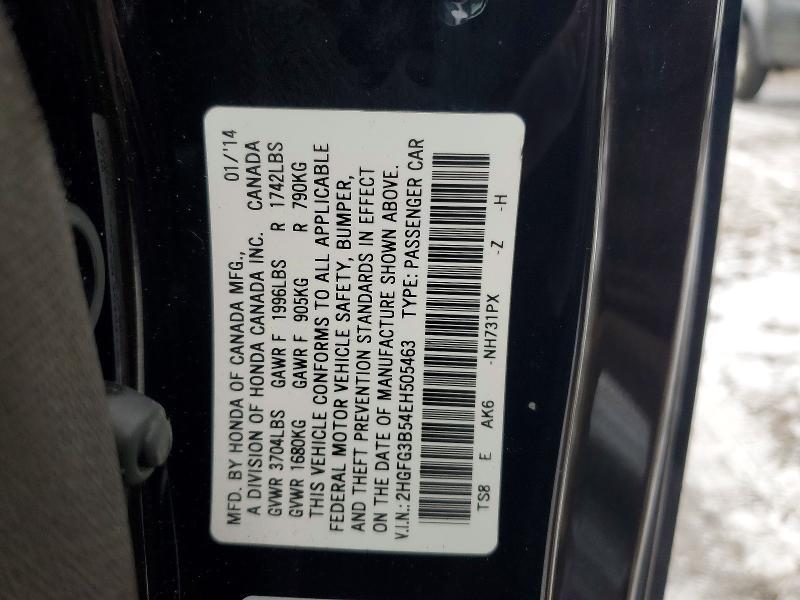 MFD. BY HONDA OF CANADA MFG., 01/'14
A DIVISION OF HONDA CANADA INC. CANADA
GVWR 3704LBS GAWR F 1996LBS R 1742LBS
GVWR 1680KG GAWR F 905KG R 790KG
THIS VEHICLE CONFORMS TO ALL APPLICABLE
FEDERAL MOTOR VEHICLE SAFETY, BUMPER,
AND THEFT PREVENTION STANDARDS IN EFFECT
ON THE DATE OF MANUFACTURE SHOWN ABOVE.
V.I.N.: 2HGFG3B54EH505463 TYPE: PASSENGER CAR
TS8 E AK6 -NH731PX -Z -H